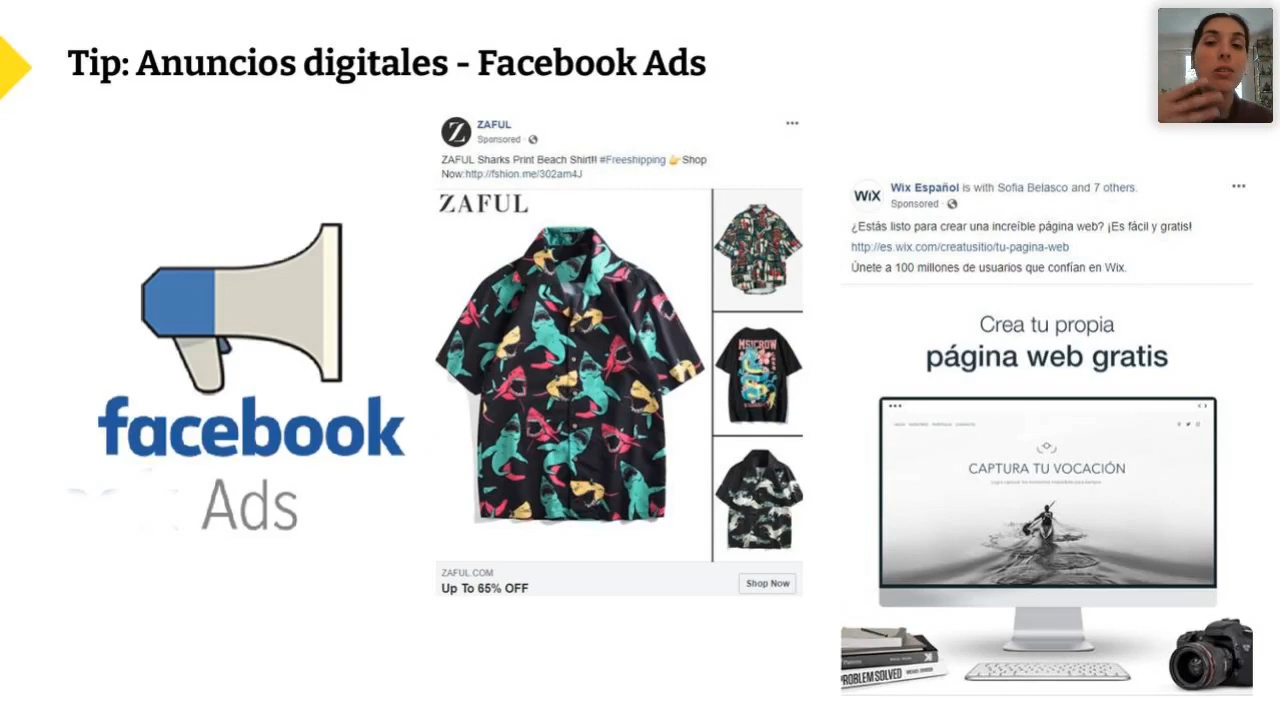 Tip: Anuncios digitales - Facebook Ads
facebook
Ads
Z
ZAFUL
Sponsored ·
ZAFUL Sharks Print Beach Shirt!! #Freeshipping 👉Shop
Now:http://fshion.me/302am4J
ZAFUL
MSICROW
ZAFUL.COM
Up To 65% OFF
Shop Now
WiX
Wix Español is with Sofia Belasco and 7 others.
Sponsored ·
¿Estás listo para crear una increíble página web? ¡Es fácil y gratis!
http://es.wix.com/creatusitio/tu-pagina-web
Únete a 100 millones de usuarios que confían en Wix.
Crea tu propia
página web gratis
CAPTURA TU VOCACIÓN
PROBLEM SOLVED